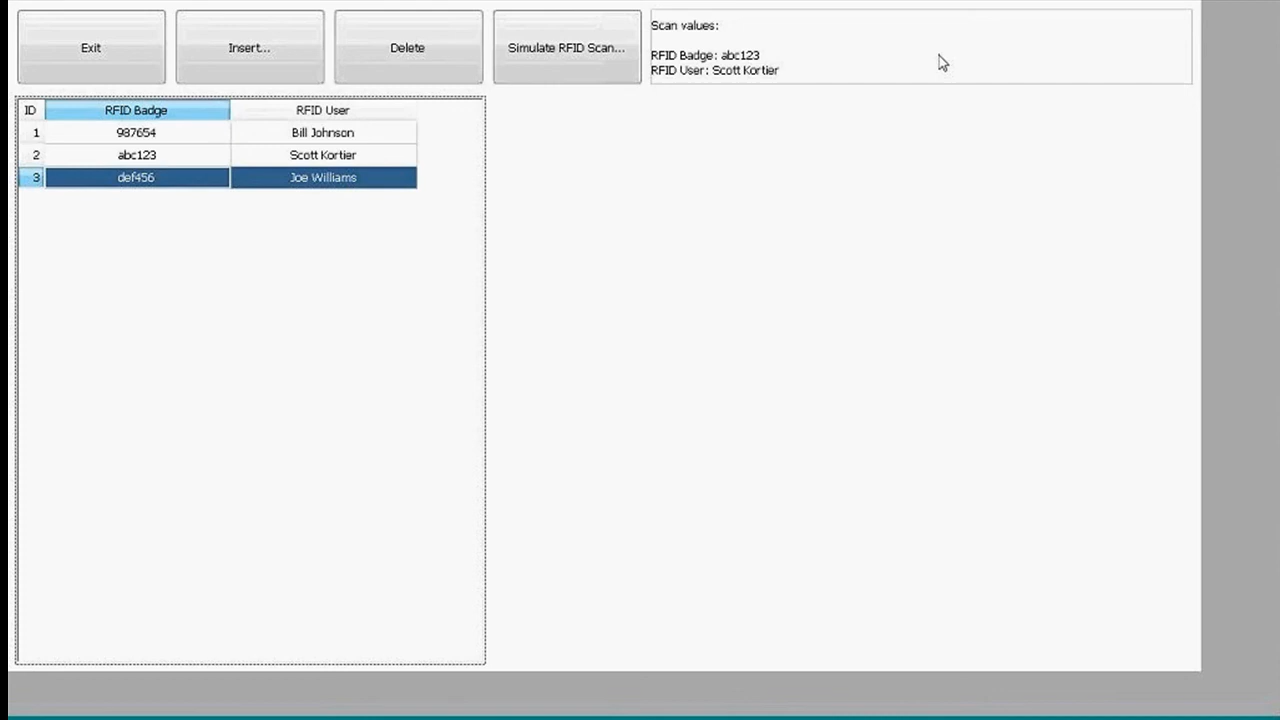 Exit
Insert...
Delete
Simulate RFID Scan...
Scan values:
RFID Badge: abc123
RFID User: Scott Kortier
ID RFID Badge RFID User
1 987654 Bill Johnson
2 abc123 Scott Kortier
3 def456 Joe Williams